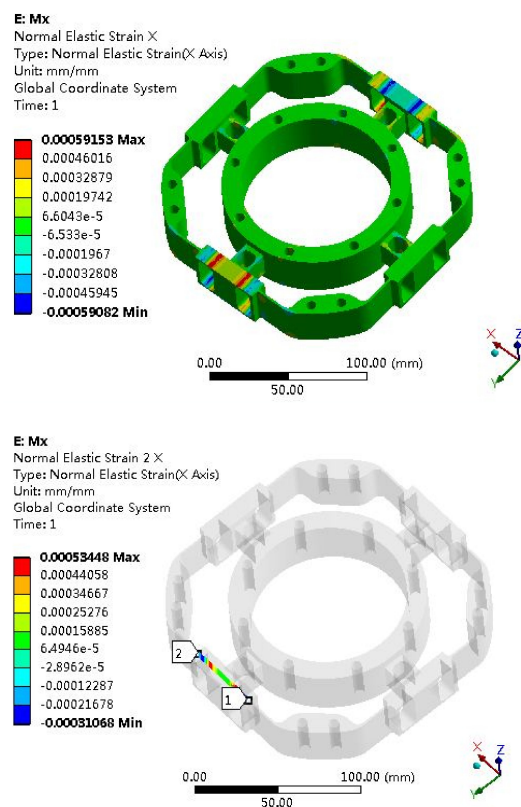 E: Mx
Normal Elastic Strain X
Type: Normal Elastic Strain(X Axis)
Unit: mm/mm
Global Coordinate System
Time: 1
0.00059153 Max
0.00046016
0.00032879
0.00019742
6.6043e-5
-6.533e-5
-0.0001967
-0.00032808
-0.00045945
-0.00059082 Min
0.00
100.00 (mm)
50.00
X
Y
Z
E: Mx
Normal Elastic Strain 2 X
Type: Normal Elastic Strain(X Axis)
Unit: mm/mm
Global Coordinate System
Time: 1
0.00053448 Max
0.00044058
0.00034667
0.00025276
0.00015885
6.4946e-5
-2.8962e-5
-0.00012287
-0.00021678
-0.00031068 Min
2
1
0.00
100.00 (mm)
50.00
X
Y
Z